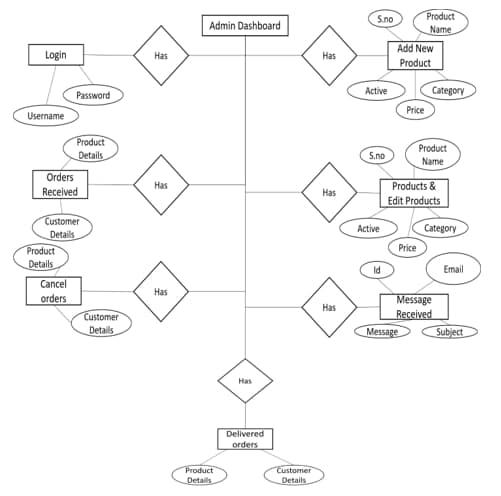 Admin Dashboard
Login
Has
Password
Username
Has
S.no
Product
Name
Add New
Product
Active
Category
Price
Product
Details
Orders
Received
Has
Customer
Details
Has
S.no
Product
Name
Products &
Edit Products
Active
Category
Price
Product
Details
Cancel
orders
Has
Customer
Details
Has
Id
Email
Message
Received
Message
Subject
Has
Delivered
orders
Product
Details
Customer
Details